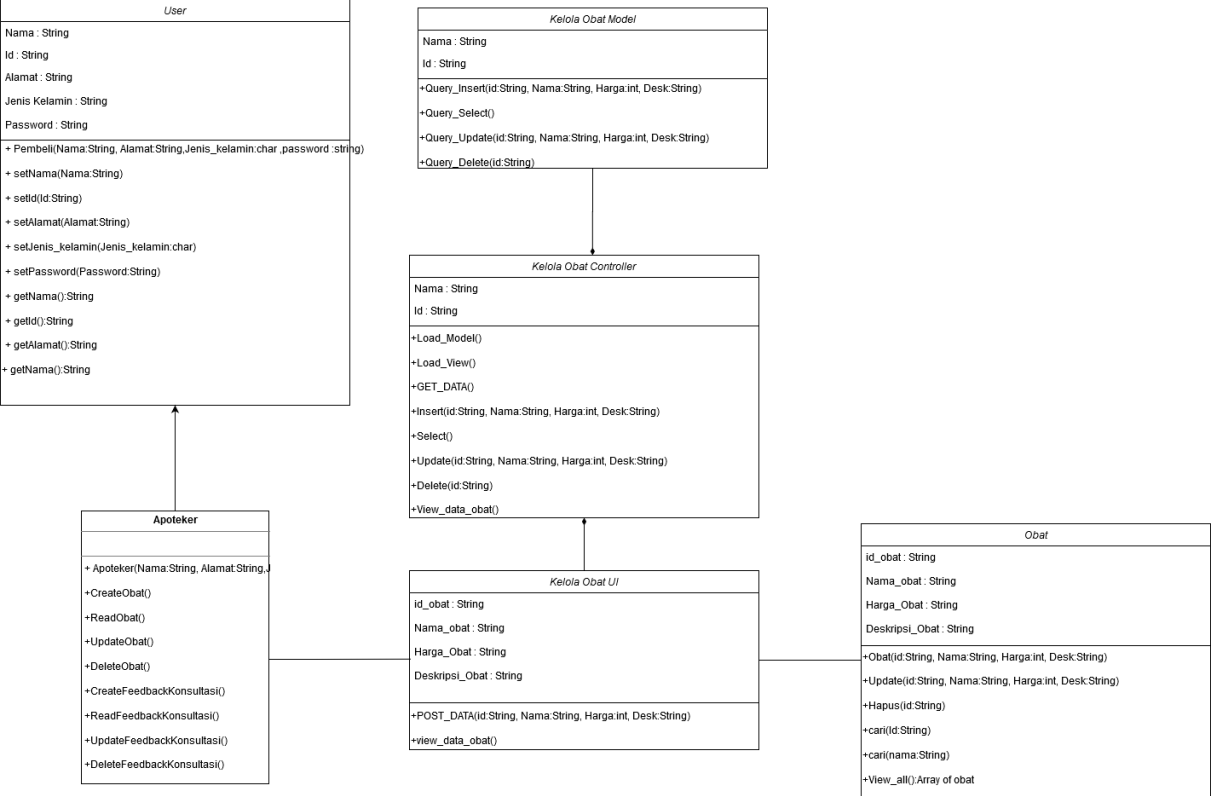 User
Nama : String
Id : String
Alamat : String
Jenis Kelamin : String
Password : String
+ Pembeli(Nama:String, Alamat:String,Jenis_kelamin:char ,password :string)
+ setNama(Nama:String)
+ setId(Id:String)
+ setAlamat(Alamat:String)
+ setJenis_kelamin(Jenis_kelamin:char)
+ setPassword(Password:String)
+ getNama():String
+ getId():String
+ getAlamat():String
+ getNama():String
Kelola Obat Model
Nama : String
Id : String
+Query_Insert(id:String, Nama:String, Harga:int, Desk:String)
+Query_Select()
+Query_Update(id:String, Nama:String, Harga:int, Desk:String)
+Query_Delete(id:String)
Kelola Obat Controller
Nama : String
Id : String
+Load_Model()
+Load_View()
+GET_DATA()
+Insert(id:String, Nama:String, Harga:int, Desk:String)
+Select()
+Update(id:String, Nama:String, Harga:int, Desk:String)
+Delete(id:String)
+View_data_obat()
Apoteker
+ Apoteker(Nama:String, Alamat:String,J
+CreateObat()
+ReadObat()
+UpdateObat()
+DeleteObat()
+CreateFeedbackKonsultasi()
+ReadFeedbackKonsultasi()
+UpdateFeedbackKonsultasi()
+DeleteFeedbackKonsultasi()
Kelola Obat UI
id_obat : String
Nama_obat : String
Harga_Obat : String
Deskripsi_Obat : String
+POST_DATA(id:String, Nama:String, Harga:int, Desk:String)
+view_data_obat()
Obat
id_obat : String
Nama_obat : String
Harga_Obat : String
Deskripsi_Obat : String
+Obat(id:String, Nama:String, Harga:int, Desk:String)
+Update(id:String, Nama:String, Harga:int, Desk:String)
+Hapus(id:String)
+cari(Id:String)
+cari(nama:String)
+View_all():Array of obat